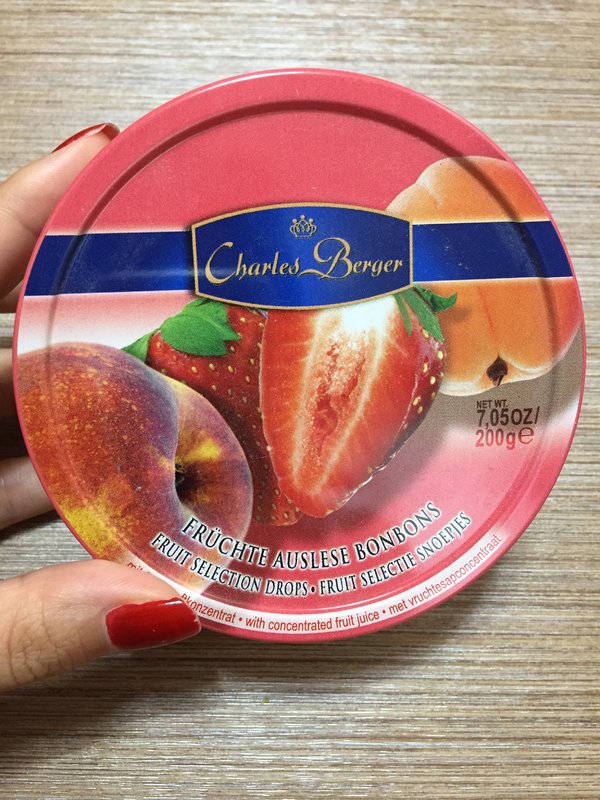 Charles Berger
NET WT.
7,05OZ/
200g℮
FRÜCHTE AUSLESE BONBONS
FRUIT SELECTION DROPS • FRUIT SELECTIE SNOEPJES
konzentrat • with concentrated fruit juice • met vruchtesapconcentraat